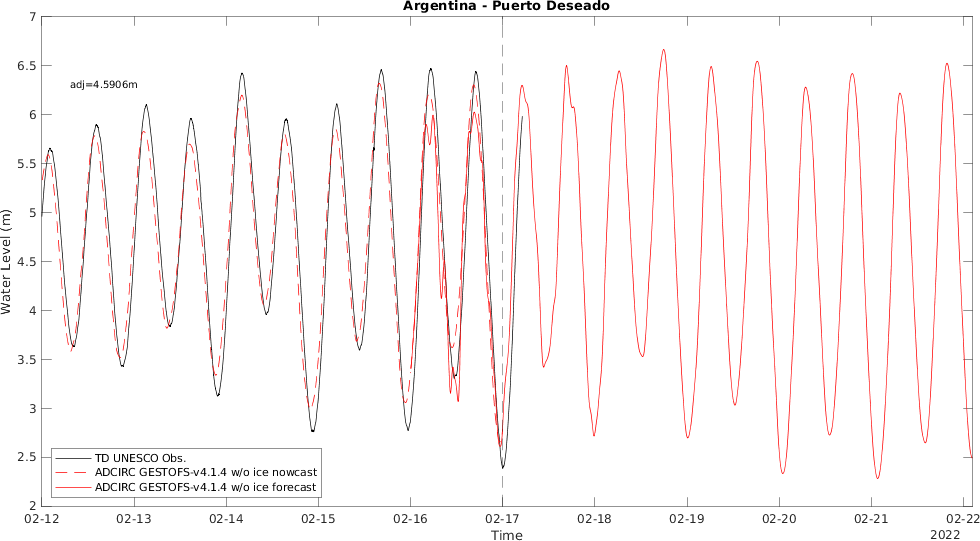 Argentina - Puerto Deseado
7
6.5
6
5.5
5
4.5
4
3.5
3
2.5
2
Water Level (m)
adj=4.5906m
TD UNESCO Obs.
ADCIRC GESTOFS-v4.1.4 w/o ice nowcast
ADCIRC GESTOFS-v4.1.4 w/o ice forecast
02-12 02-13 02-14 02-15 02-16 02-17 02-18 02-19 02-20 02-21 02-22
Time
2022